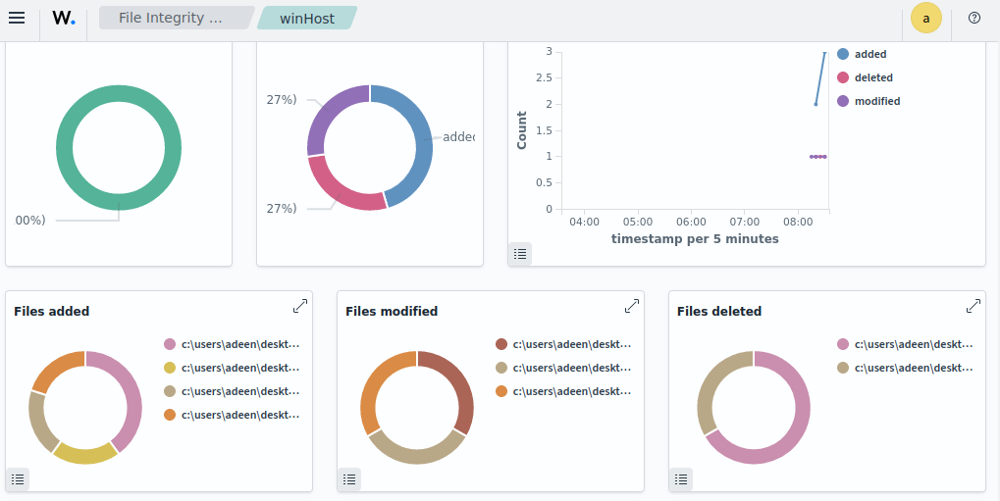 W. File Integrity ... winHost a
00%)
27%)
added
27%)
3
2.5
2
1.5
1
0.5
0
Count
04:00 05:00 06:00 07:00 08:00
timestamp per 5 minutes
added
deleted
modified
Files added
c:\users\adeen\deskt...
c:\users\adeen\deskt...
c:\users\adeen\deskt...
c:\users\adeen\deskt...
Files modified
c:\users\adeen\deskt...
c:\users\adeen\deskt...
c:\users\adeen\deskt...
Files deleted
c:\users\adeen\deskt...
c:\users\adeen\deskt...